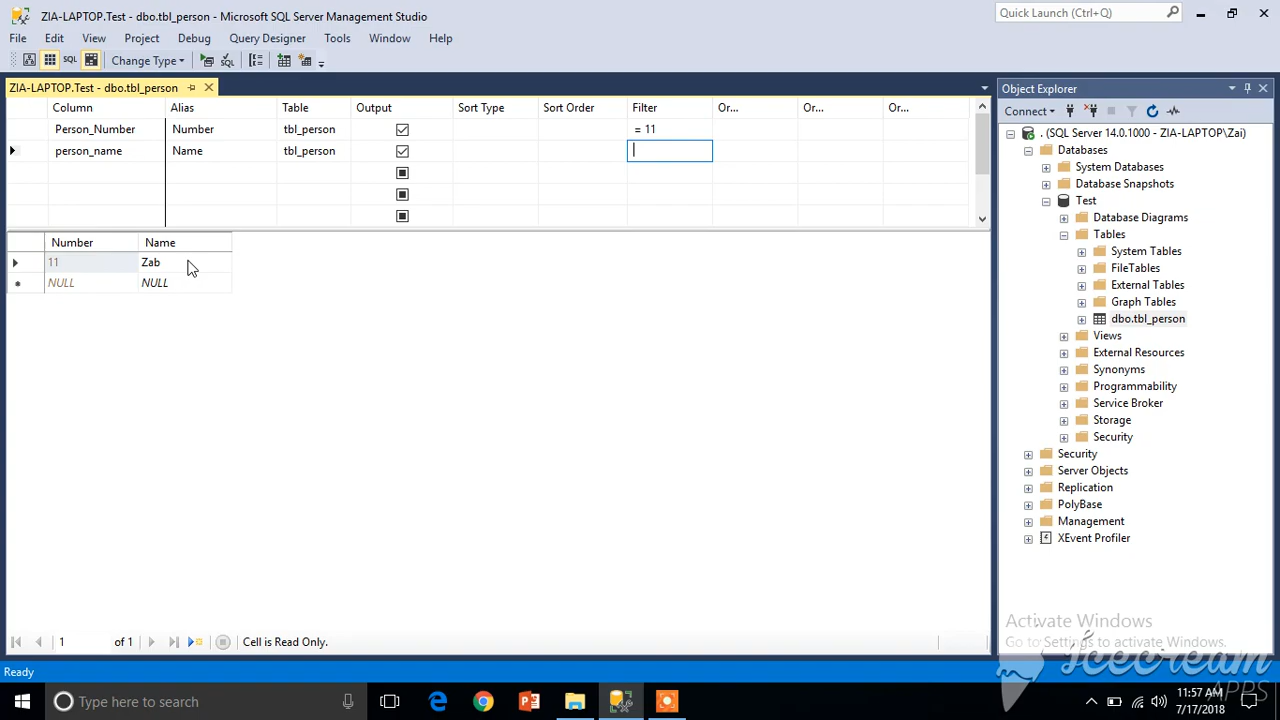 ZIA-LAPTOP.Test - dbo.tbl_person - Microsoft SQL Server Management Studio
Quick Launch (Ctrl+Q)
File Edit View Project Debug Query Designer Tools Window Help
SQL Change Type
ZIA-LAPTOP.Test - dbo.tbl_person
Column Alias Table Output Sort Type Sort Order Filter Or... Or... Or...
Person_Number Number tbl_person = 11
person_name Name tbl_person
Number Name
11 Zab
NULL NULL
1 of 1 Cell is Read Only.
Object Explorer
Connect
. (SQL Server 14.0.1000 - ZIA-LAPTOP\Zai)
Databases
System Databases
Database Snapshots
Test
Database Diagrams
Tables
System Tables
FileTables
External Tables
Graph Tables
dbo.tbl_person
Views
External Resources
Synonyms
Programmability
Service Broker
Storage
Security
Security
Server Objects
Replication
PolyBase
Management
XEvent Profiler
Activate Windows
Go to Settings to activate Windows.
Icecream
APPS
Ready
Type here to search
11:57 AM
7/17/2018